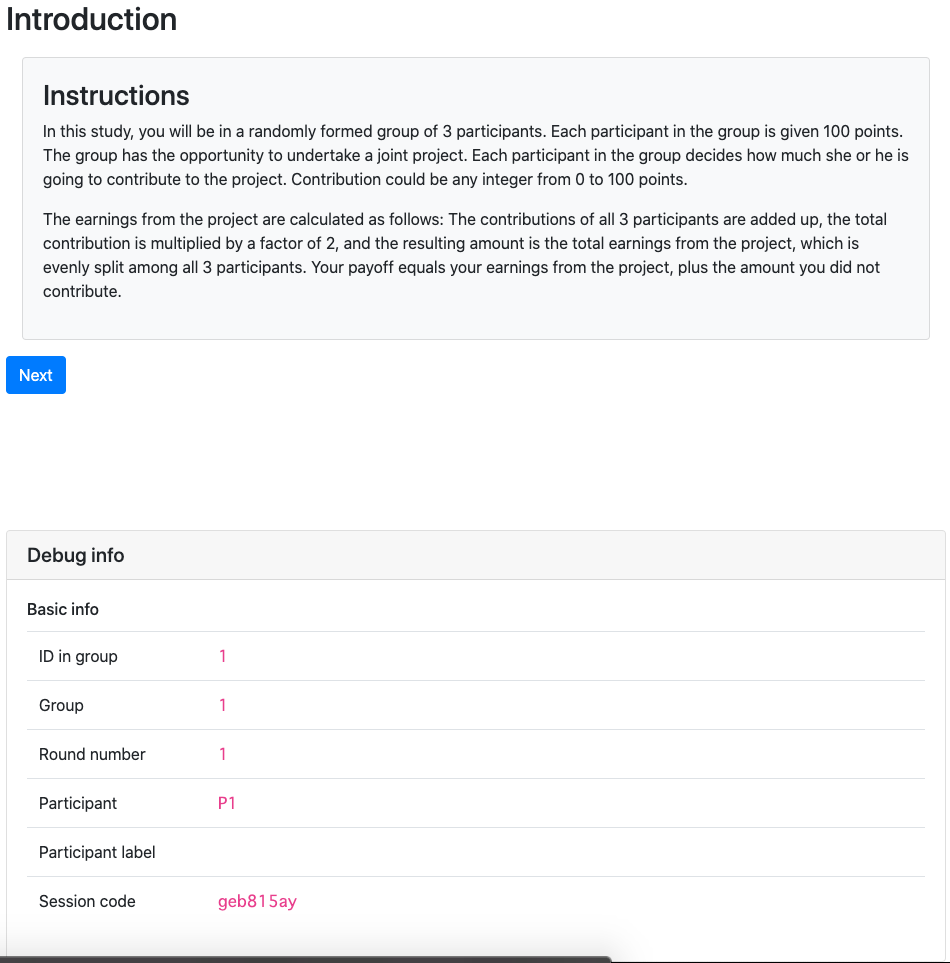 Introduction
Instructions
In this study, you will be in a randomly formed group of 3 participants. Each participant in the group is given 100 points.
The group has the opportunity to undertake a joint project. Each participant in the group decides how much she or he is
going to contribute to the project. Contribution could be any integer from 0 to 100 points.
The earnings from the project are calculated as follows: The contributions of all 3 participants are added up, the total
contribution is multiplied by a factor of 2, and the resulting amount is the total earnings from the project, which is
evenly split among all 3 participants. Your payoff equals your earnings from the project, plus the amount you did not
contribute.
Next
Debug info
Basic info
ID in group 1
Group 1
Round number 1
Participant P1
Participant label
Session code geb815ay